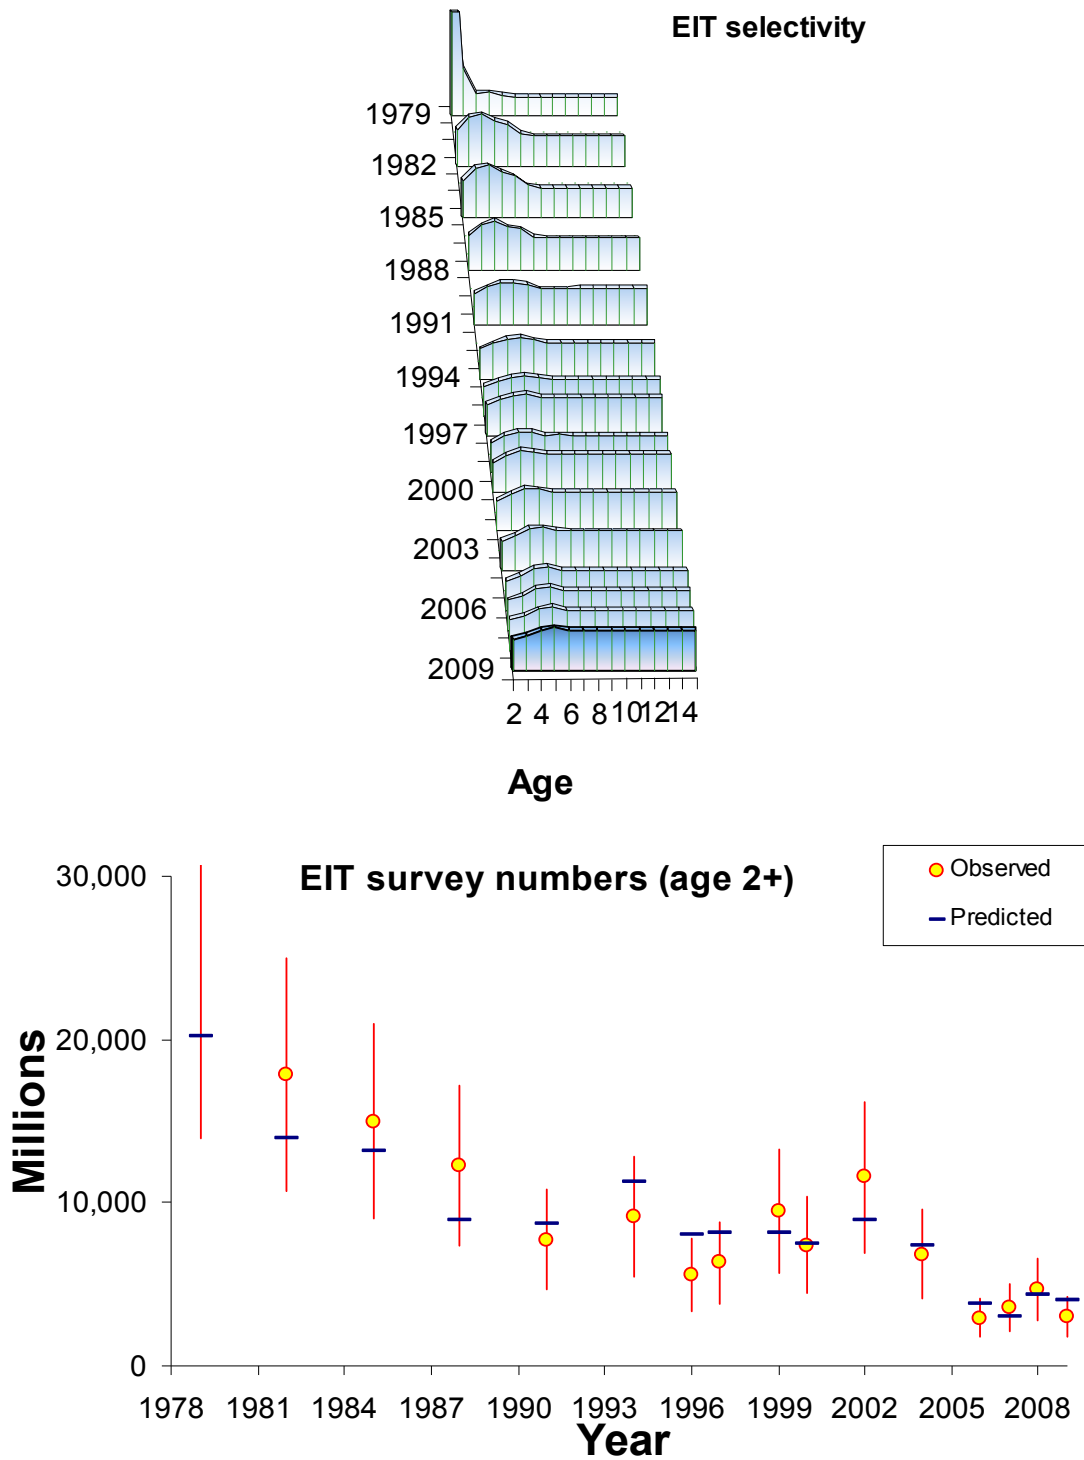 EIT selectivity
1979
1982
1985
1988
1991
1994
1997
2000
2003
2006
2009
2 4 6 8 10 12 14
Age
EIT survey numbers (age 2+)
Observed
Predicted
30,000
20,000
10,000
0
Millions
1978 1981 1984 1987 1990 1993 1996 1999 2002 2005 2008
Year